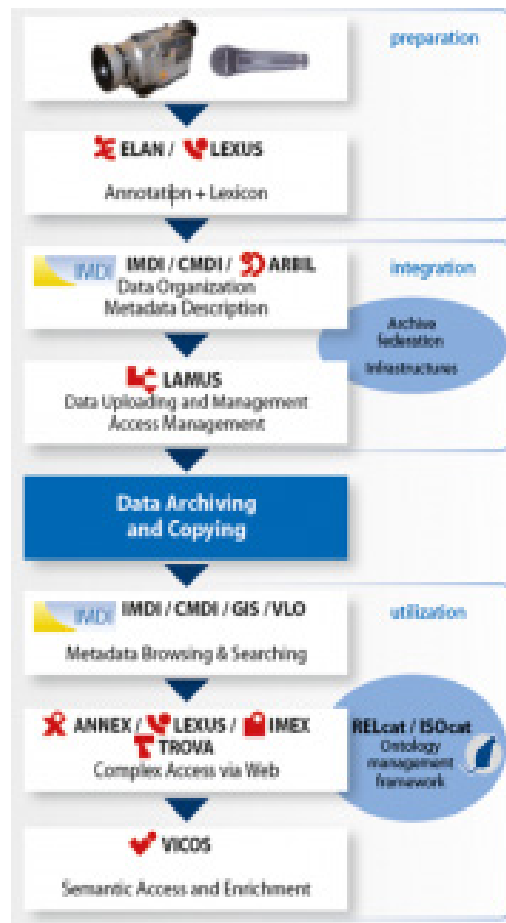 preparation
ELAN / LEXUS
Annotation + Lexicon
IMDI IMDI / CMDI / ARBIL
integration
Data Organization
Metadata Description
Archive
federation
Infrastructures
LAMUS
Data Uploading and Management
Access Management
Data Archiving
and Copying
IMDI IMDI / CMDI / GIS / VLO
utilization
Metadata Browsing & Searching
ANNEX / LEXUS / IMEX
/ TROVA
Complex Access via Web
RELcat / ISOcat
Ontology
management
framework
VICOS
Semantic Access and Enrichment